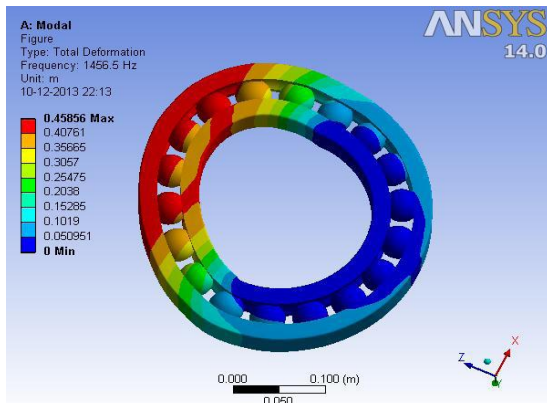 A: Modal
Figure
Type: Total Deformation
Frequency: 1456.5 Hz
Unit: m
10-12-2013 22:13
0.45856 Max
0.40761
0.35665
0.3057
0.25475
0.2038
0.15285
0.1019
0.050951
0 Min
ANSYS
14.0
0.000
0.100 (m)
0.050
X
Z
Y